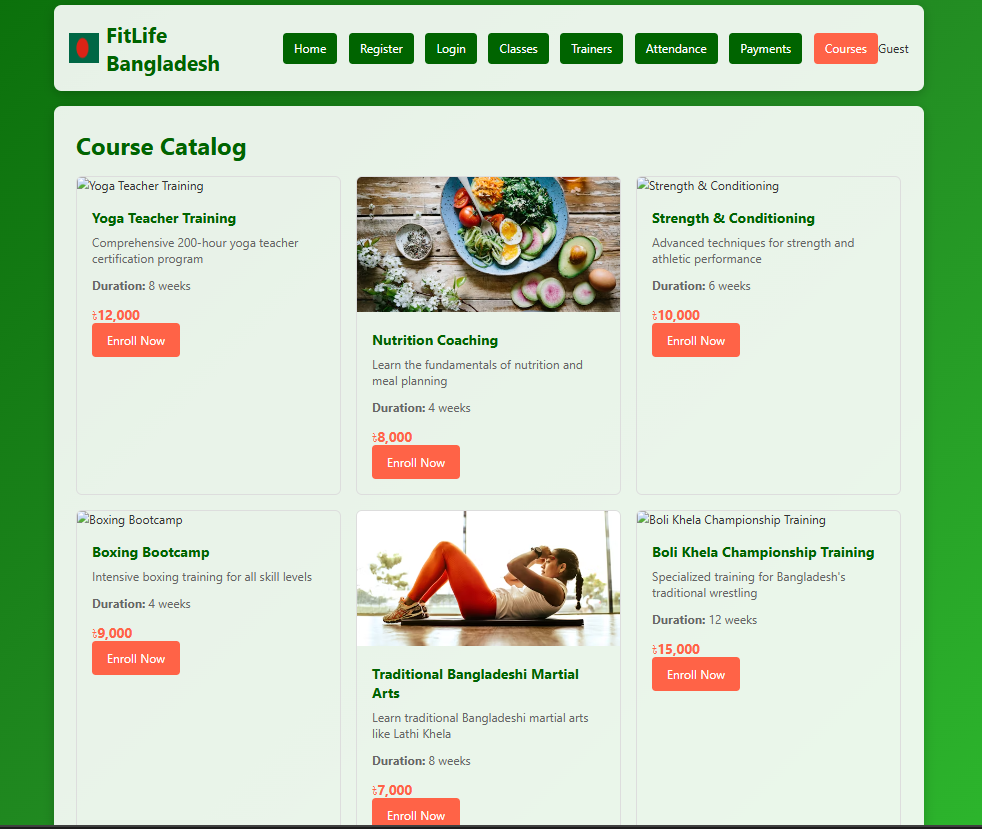 FitLife
Bangladesh
Home
Register
Login
Classes
Trainers
Attendance
Payments
Courses
Guest
Course Catalog
Yoga Teacher Training
Yoga Teacher Training
Comprehensive 200-hour yoga teacher
certification program
Duration: 8 weeks
৳12,000
Enroll Now
Nutrition Coaching
Learn the fundamentals of nutrition and
meal planning
Duration: 4 weeks
৳8,000
Enroll Now
Strength & Conditioning
Strength & Conditioning
Advanced techniques for strength and
athletic performance
Duration: 6 weeks
৳10,000
Enroll Now
Boxing Bootcamp
Boxing Bootcamp
Intensive boxing training for all skill levels
Duration: 4 weeks
৳9,000
Enroll Now
Traditional Bangladeshi Martial
Arts
Learn traditional Bangladeshi martial arts
like Lathi Khela
Duration: 8 weeks
৳7,000
Enroll Now
Boli Khela Championship Training
Boli Khela Championship Training
Specialized training for Bangladesh's
traditional wrestling
Duration: 12 weeks
৳15,000
Enroll Now